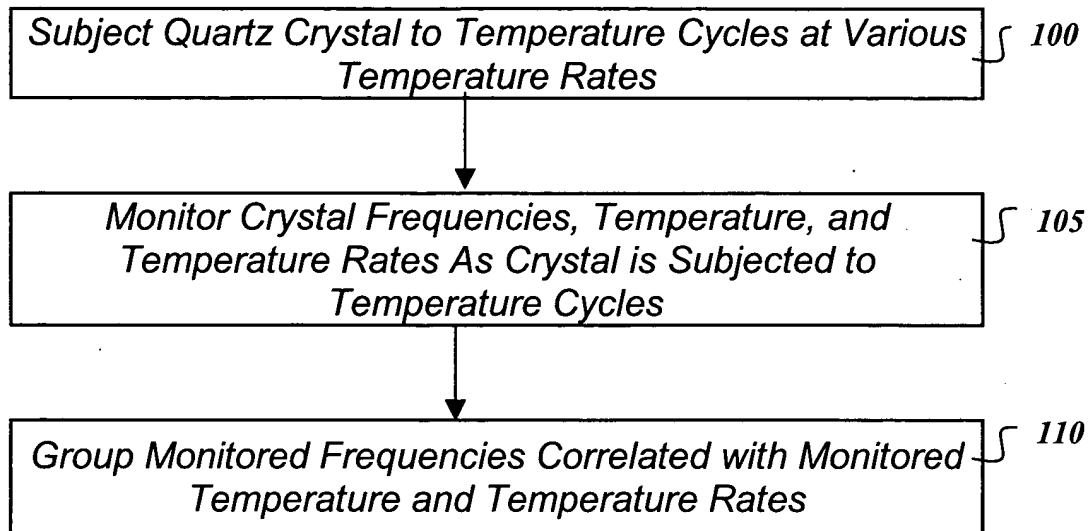 Subject Quartz Crystal to Temperature Cycles at Various
Temperature Rates
100
Monitor Crystal Frequencies, Temperature, and
Temperature Rates As Crystal is Subjected to
Temperature Cycles
105
Group Monitored Frequencies Correlated with Monitored
Temperature and Temperature Rates
110